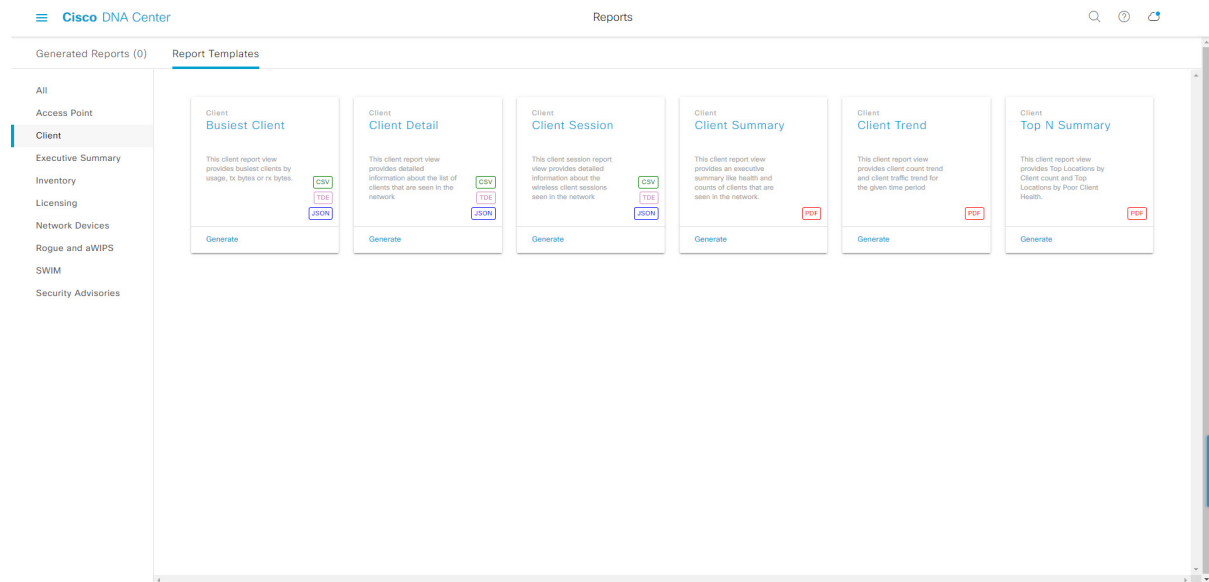 Cisco DNA Center
Reports
Generated Reports (0)
Report Templates
All
Access Point
Client
Executive Summary
Inventory
Licensing
Network Devices
Rogue and aWIPS
SWIM
Security Advisories
Client
Busiest Client
This client report view
provides busiest clients by
usage, tx bytes or rx bytes.
CSV
TDE
JSON
Generate
Client
Client Detail
This client report view
provides detailed
information about the list of
clients that are seen in the
network
CSV
TDE
JSON
Generate
Client
Client Session
This client session report
view provides detailed
information about the
wireless client sessions
seen in the network
CSV
TDE
JSON
Generate
Client
Client Summary
This client report view
provides an executive
summary like health and
counts of clients that are
seen in the network.
PDF
Generate
Client
Client Trend
This client report view
provides client count trend
and client traffic trend for
the given time period
PDF
Generate
Client
Top N Summary
This client report view
provides Top Locations by
Client count and Top
Locations by Poor Client
Health.
PDF
Generate